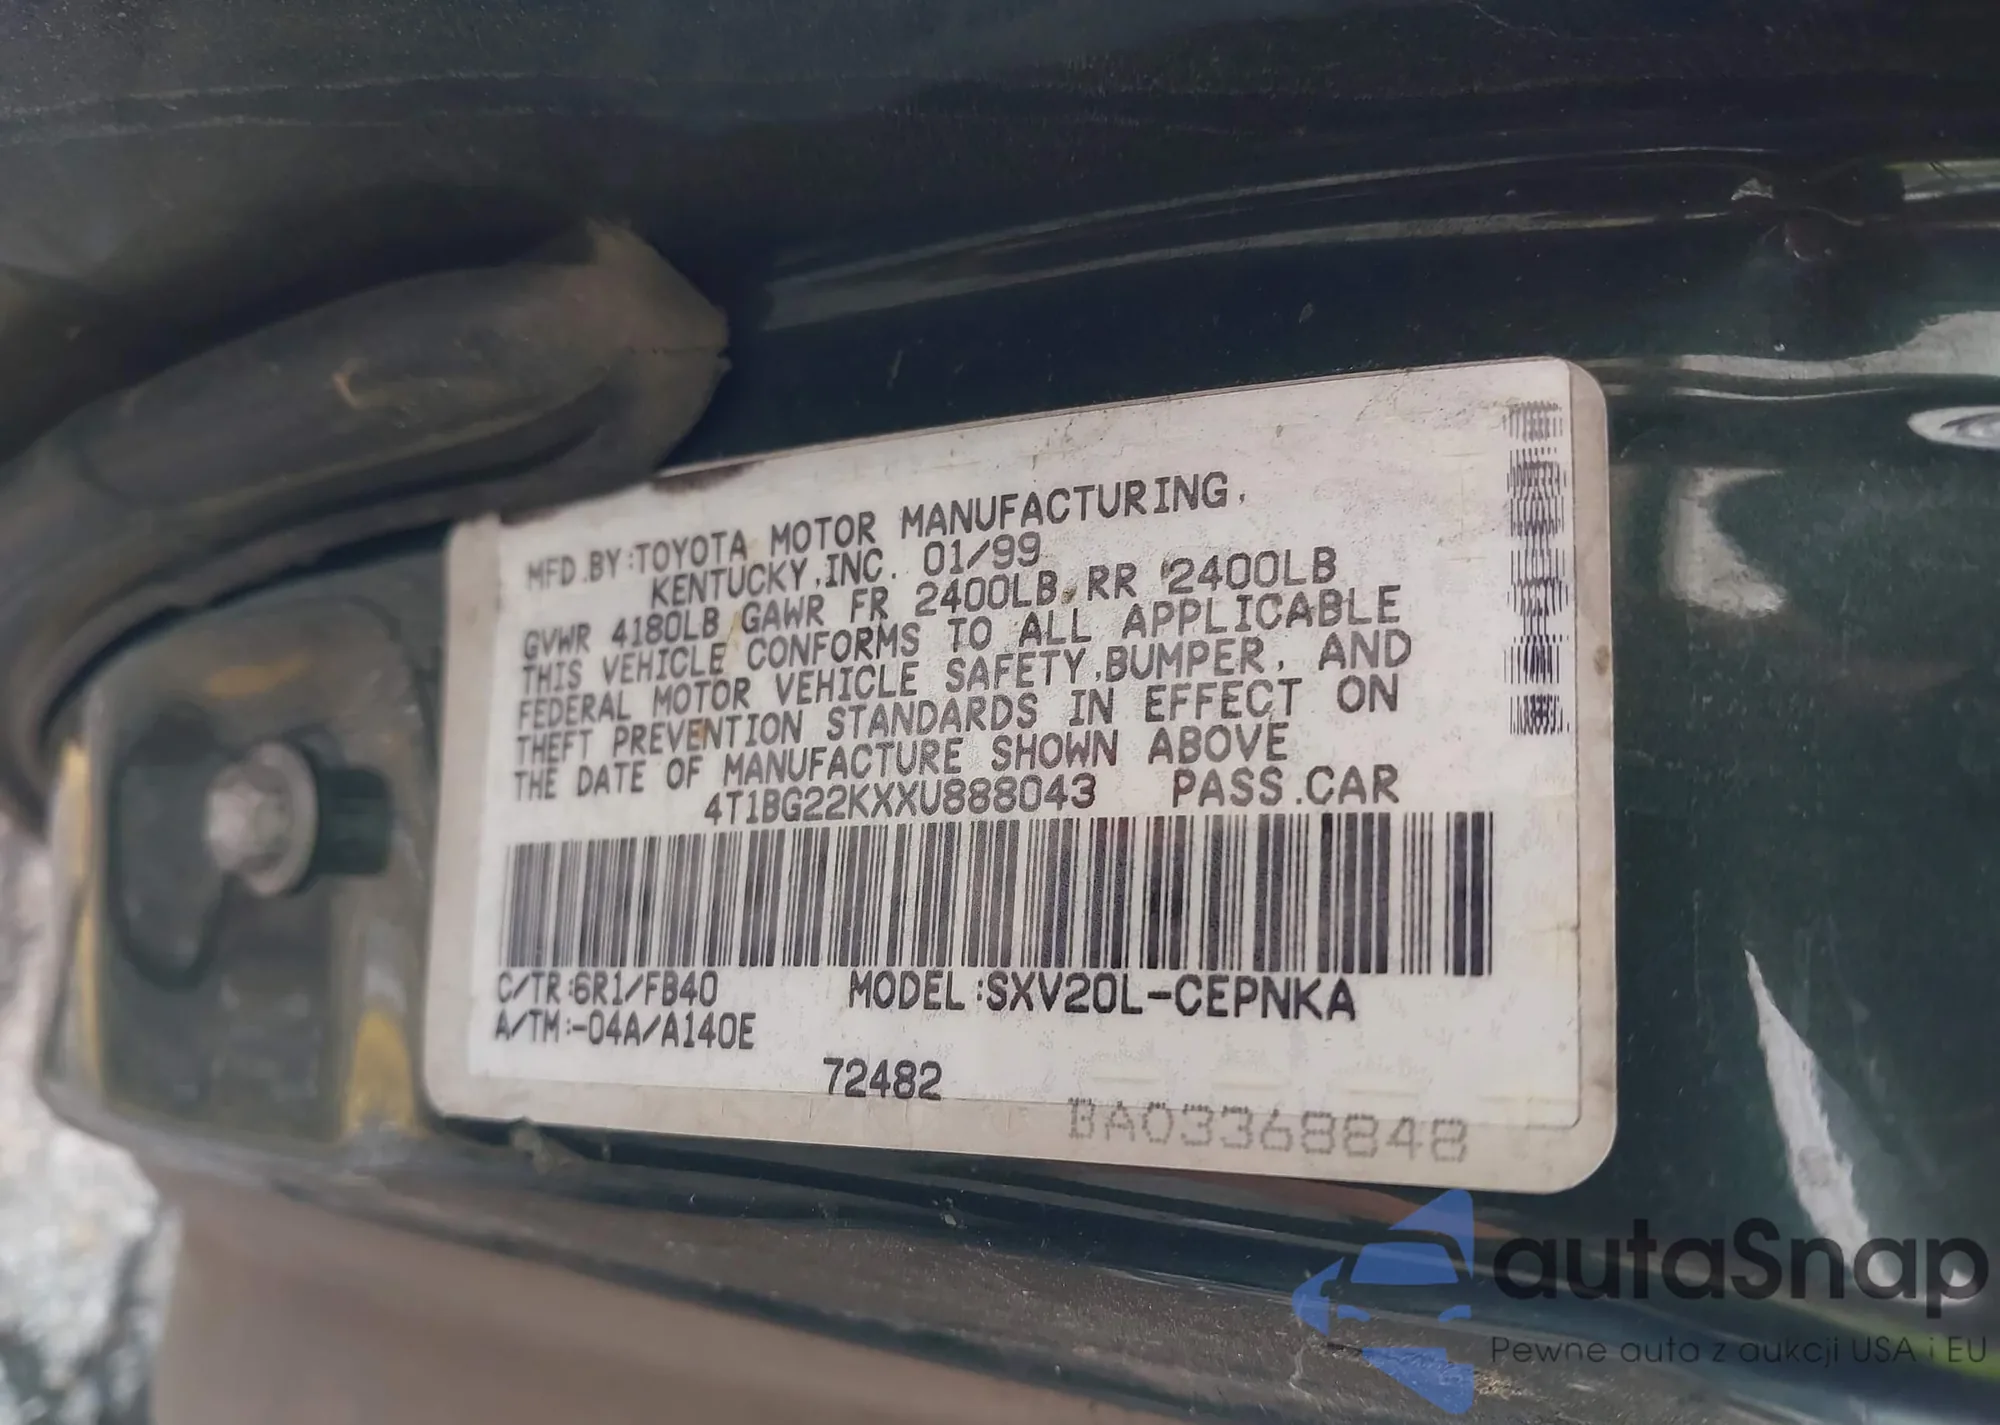 MFD.BY:TOYOTA MOTOR MANUFACTURING,
KENTUCKY,INC. 01/99
GVWR 4180LB GAWR FR 2400LB RR 2400LB
THIS VEHICLE CONFORMS TO ALL APPLICABLE
FEDERAL MOTOR VEHICLE SAFETY,BUMPER, AND
THEFT PREVENTION STANDARDS IN EFFECT ON
THE DATE OF MANUFACTURE SHOWN ABOVE
4T1BG22KXXU888043 PASS.CAR
C/TR:6R1/FB40 MODEL:SXV20L-CEPNKA
A/TM:-04A/A140E
72482
BA03368848
autaSnap
Pewne auta z aukcji USA i EU